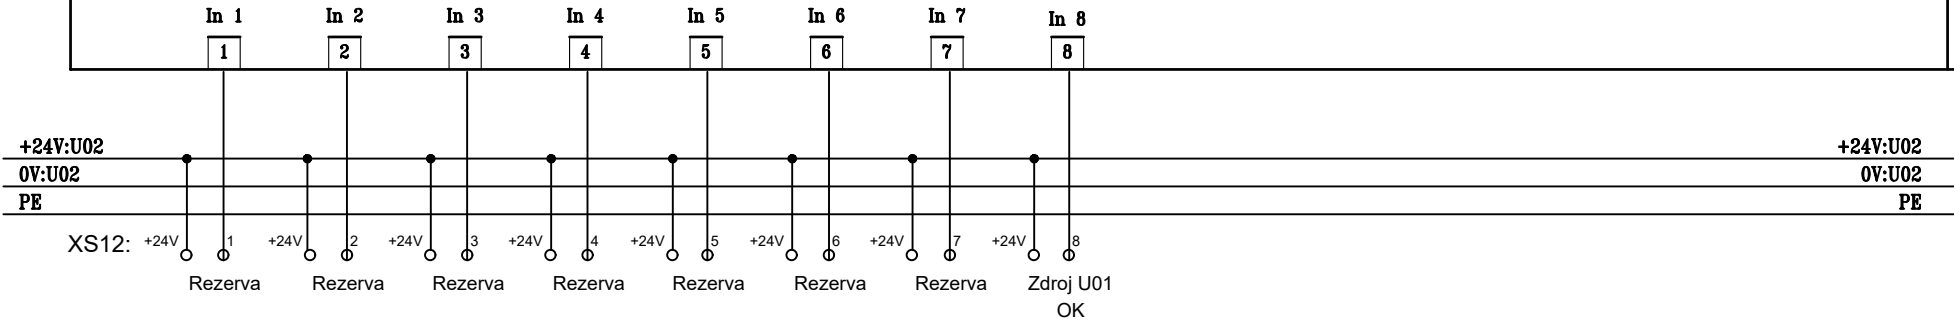 In 1 In 2 In 3 In 4 In 5 In 6 In 7 In 8
1 2 3 4 5 6 7 8
+24V:U02 +24V:U02
0V:U02 0V:U02
PE PE
XS12: +24V 1 +24V 2 +24V 3 +24V 4 +24V 5 +24V 6 +24V 7 +24V 8
Rezerva Rezerva Rezerva Rezerva Rezerva Rezerva Rezerva Zdroj U01
OK